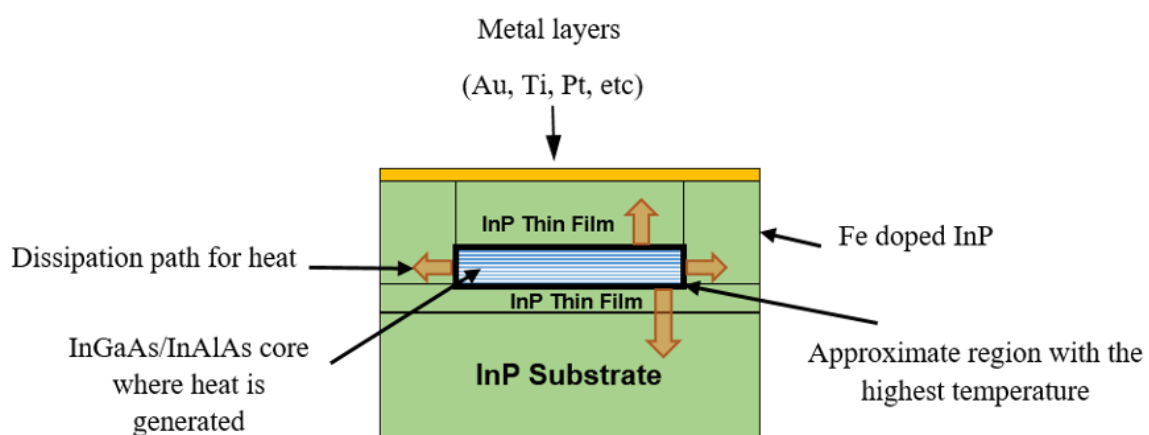 Metal layers
(Au, Ti, Pt, etc)
InP Thin Film
Fe doped InP
Dissipation path for heat
InP Thin Film
InGaAs/InAlAs core
where heat is
generated
InP Substrate
Approximate region with the
highest temperature